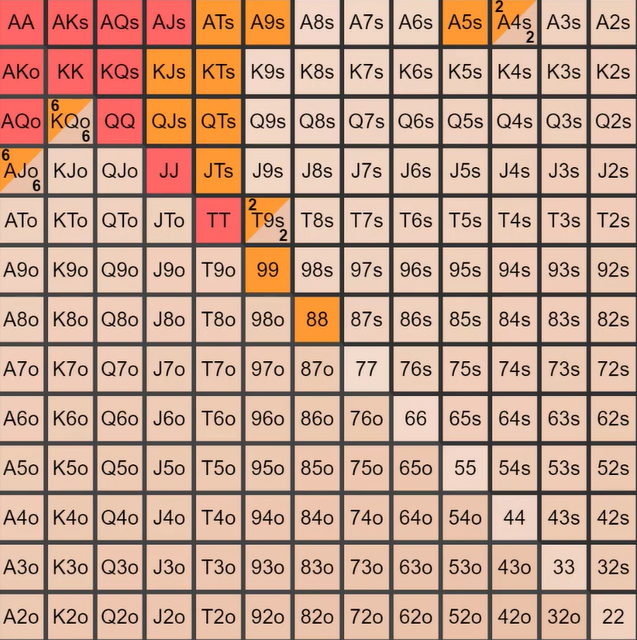 AA AKs AQs AJs ATs A9s A8s A7s A6s A5s 2 A4s 2 A3s A2s
AKo KK KQs KJs KTs K9s K8s K7s K6s K5s K4s K3s K2s
AQo 6 KQo 6 QQ QJs QTs Q9s Q8s Q7s Q6s Q5s Q4s Q3s Q2s
6 AJo 6 KJo QJo JJ JTs J9s J8s J7s J6s J5s J4s J3s J2s
ATo KTo QTo JTo TT 2 T9s 2 T8s T7s T6s T5s T4s T3s T2s
A9o K9o Q9o J9o T9o 99 98s 97s 96s 95s 94s 93s 92s
A8o K8o Q8o J8o T8o 98o 88 87s 86s 85s 84s 83s 82s
A7o K7o Q7o J7o T7o 97o 87o 77 76s 75s 74s 73s 72s
A6o K6o Q6o J6o T6o 96o 86o 76o 66 65s 64s 63s 62s
A5o K5o Q5o J5o T5o 95o 85o 75o 65o 55 54s 53s 52s
A4o K4o Q4o J4o T4o 94o 84o 74o 64o 54o 44 43s 42s
A3o K3o Q3o J3o T3o 93o 83o 73o 63o 53o 43o 33 32s
A2o K2o Q2o J2o T2o 92o 82o 72o 62o 52o 42o 32o 22